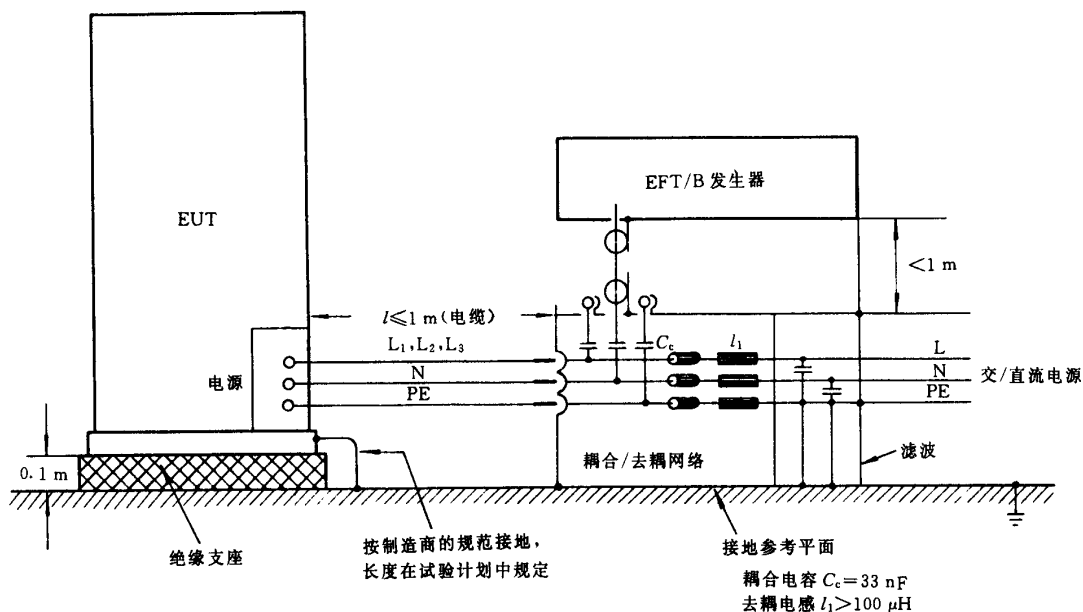 EUT
EFT/B 发生器
<1 m
l≤1 m(电缆)
L₁,L₂,L₃
N
PE
电源
Cc
l₁
L
N
PE
交/直流电源
0.1 m
耦合/去耦网络
滤波
绝缘支座
按制造商的规范接地,
长度在试验计划中规定
接地参考平面
耦合电容 Cc=33 nF
去耦电感 l₁>100 μH